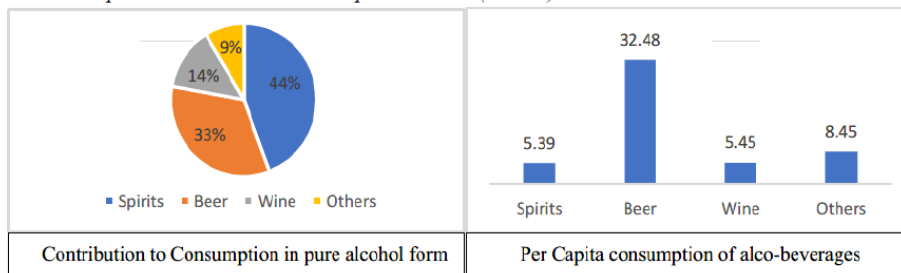 9%
14%
44%
33%
Spirits Beer Wine Others
Contribution to Consumption in pure alcohol form
32.48
5.39
5.45
8.45
Spirits Beer Wine Others
Per Capita consumption of alco-beverages